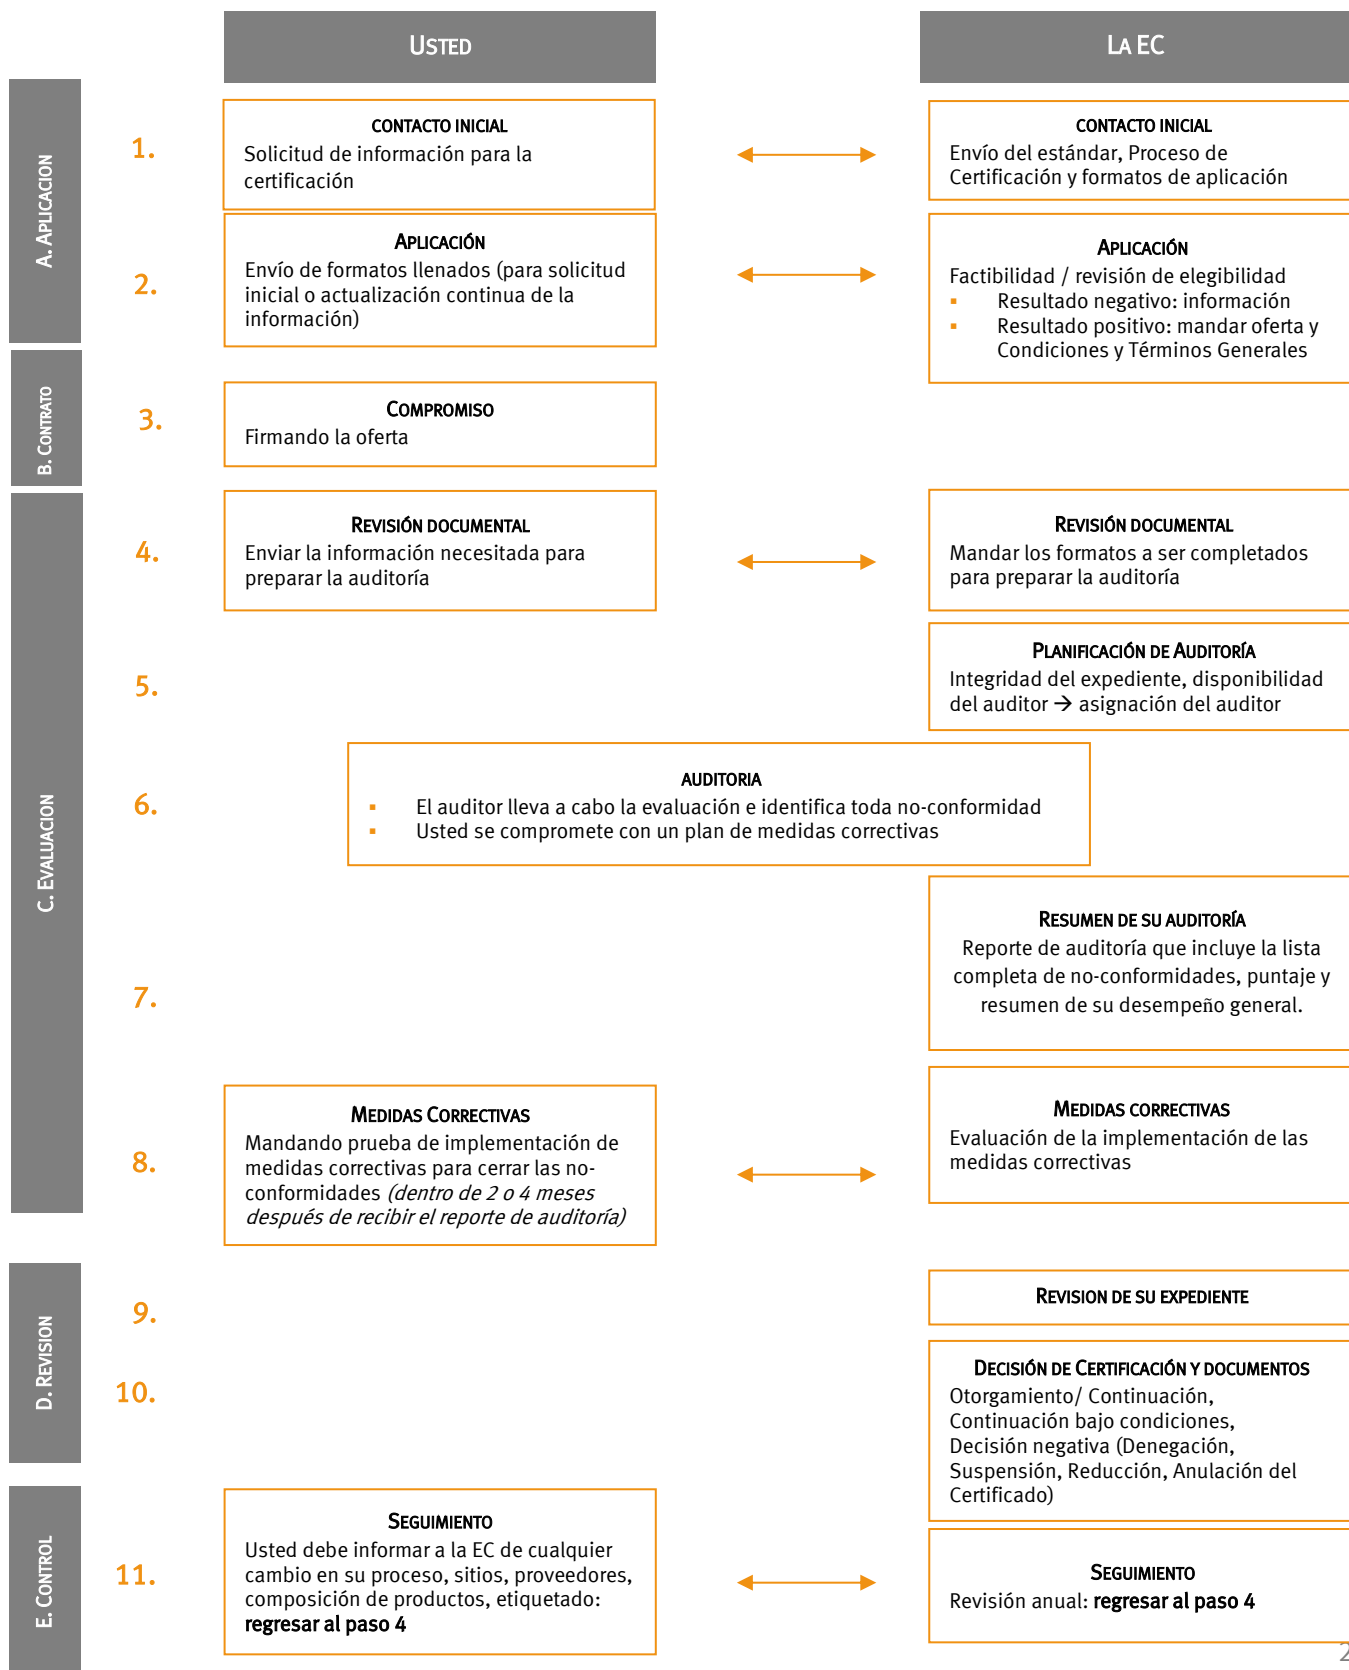 USTED
LA EC
A. APLICACION
1.
CONTACTO INICIAL
Solicitud de información para la
certificación
CONTACTO INICIAL
Envío del estándar, Proceso de
Certificación y formatos de aplicación
2.
APLICACIÓN
Envío de formatos llenados (para solicitud
inicial o actualización continua de la
información)
APLICACIÓN
Factibilidad / revisión de elegibilidad
▪ Resultado negativo: información
▪ Resultado positivo: mandar oferta y
Condiciones y Términos Generales
B. CONTRATO
3.
COMPROMISO
Firmando la oferta
C. EVALUACION
4.
REVISIÓN DOCUMENTAL
Enviar la información necesitada para
preparar la auditoría
REVISIÓN DOCUMENTAL
Mandar los formatos a ser completados
para preparar la auditoría
5.
PLANIFICACIÓN DE AUDITORÍA
Integridad del expediente, disponibilidad
del auditor → asignación del auditor
6.
AUDITORIA
▪ El auditor lleva a cabo la evaluación e identifica toda no-conformidad
▪ Usted se compromete con un plan de medidas correctivas
7.
RESUMEN DE SU AUDITORÍA
Reporte de auditoría que incluye la lista
completa de no-conformidades, puntaje y
resumen de su desempeño general.
8.
MEDIDAS CORRECTIVAS
Mandando prueba de implementación de
medidas correctivas para cerrar las no-
conformidades (dentro de 2 o 4 meses
después de recibir el reporte de auditoría)
MEDIDAS CORRECTIVAS
Evaluación de la implementación de las
medidas correctivas
D. REVISION
9.
REVISION DE SU EXPEDIENTE
10.
DECISIÓN DE CERTIFICACIÓN Y DOCUMENTOS
Otorgamiento/ Continuación,
Continuación bajo condiciones,
Decisión negativa (Denegación,
Suspensión, Reducción, Anulación del
Certificado)
E. CONTROL
11.
SEGUIMIENTO
Usted debe informar a la EC de cualquier
cambio en su proceso, sitios, proveedores,
composición de productos, etiquetado:
regresar al paso 4
SEGUIMIENTO
Revisión anual: regresar al paso 4
2